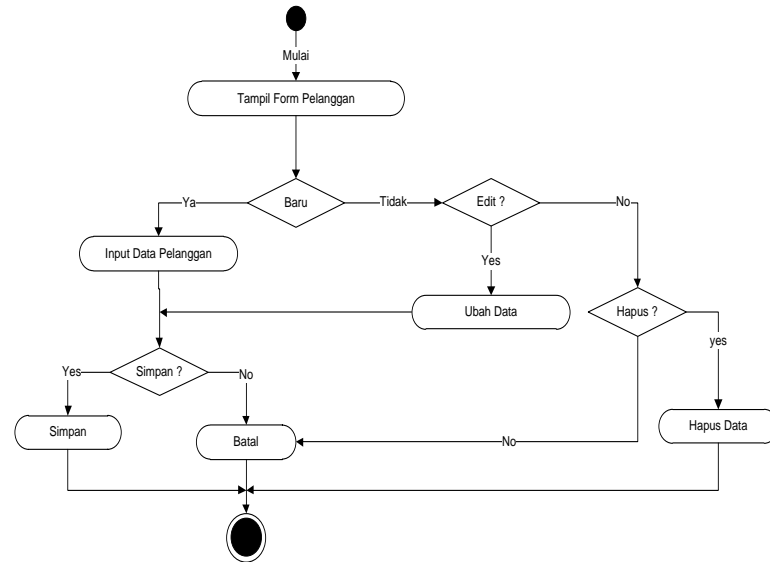 Mulai
Tampil Form Pelanggan
Ya
Baru
Tidak
Edit ?
No
Input Data Pelanggan
Yes
Ubah Data
Hapus ?
yes
Yes
Simpan ?
No
Simpan
Batal
No
Hapus Data